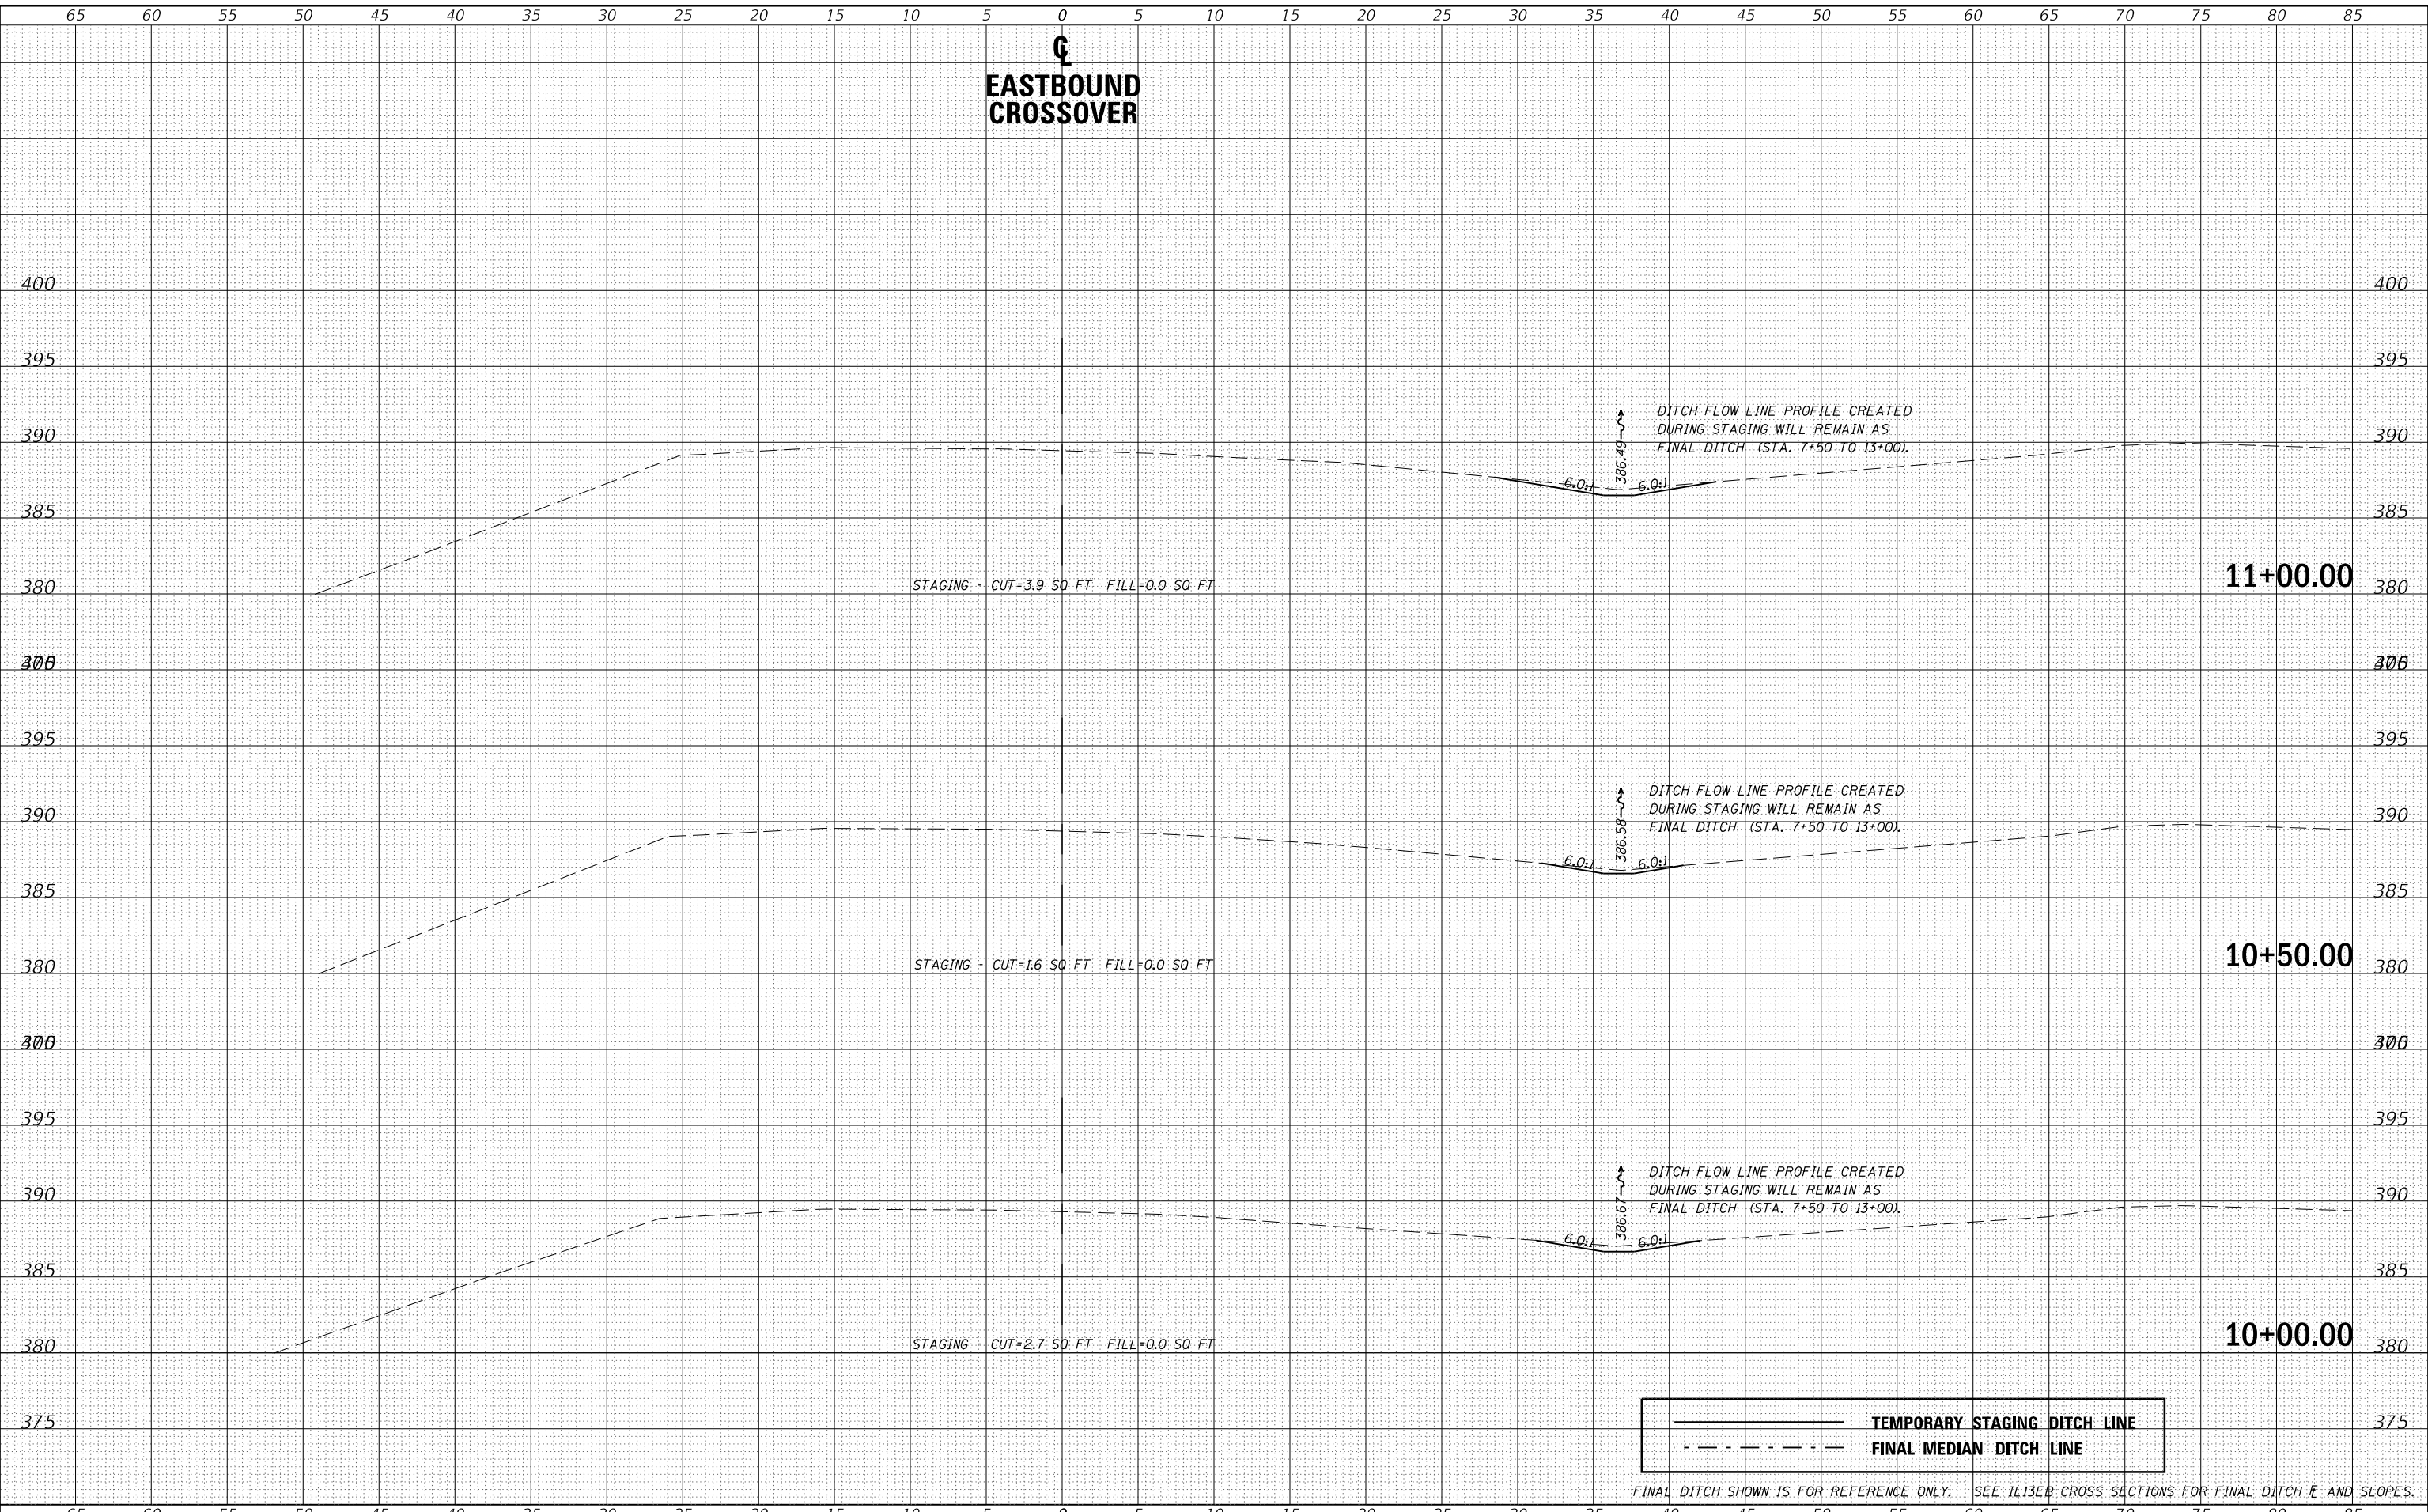 65 60 55 50 45 40 35 30 25 20 15 10 5 0 5 10 15 20 25 30 35 40 45 50 55 60 65 70 75 80 85
℄
EASTBOUND
CROSSOVER
400 400
395 395
DITCH FLOW LINE PROFILE CREATED
DURING STAGING WILL REMAIN AS
FINAL DITCH (STA. 7+50 TO 13+00).
386.49
390 390
6.0:1 6.0:1
385 385
STAGING - CUT=3.9 SQ FT FILL=0.0 SQ FT
11+00.00
380 380
395 395
DITCH FLOW LINE PROFILE CREATED
DURING STAGING WILL REMAIN AS
FINAL DITCH (STA. 7+50 TO 13+00).
386.58
390 390
6.0:1 6.0:1
385 385
STAGING - CUT=1.6 SQ FT FILL=0.0 SQ FT
10+50.00
380 380
395 395
DITCH FLOW LINE PROFILE CREATED
DURING STAGING WILL REMAIN AS
FINAL DITCH (STA. 7+50 TO 13+00).
386.67
390 390
6.0:1 6.0:1
385 385
STAGING - CUT=2.7 SQ FT FILL=0.0 SQ FT
10+00.00
380 380
375 375
TEMPORARY STAGING DITCH LINE
FINAL MEDIAN DITCH LINE
FINAL DITCH SHOWN IS FOR REFERENCE ONLY. SEE IL13EB CROSS SECTIONS FOR FINAL DITCH FL AND SLOPES.